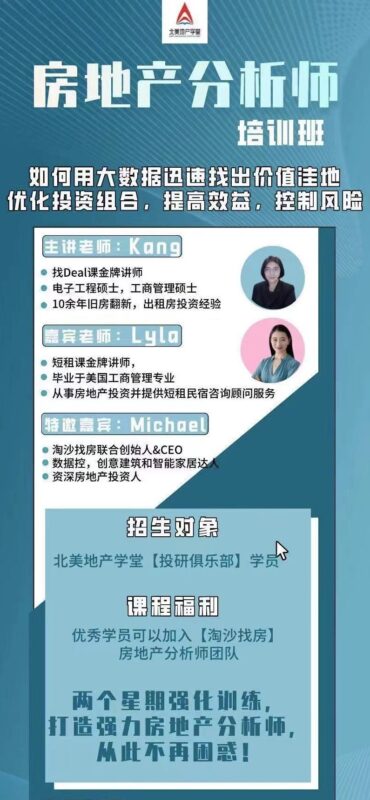 北美地产学堂
房地产分析师
培训班
如何用大数据迅速找出价值洼地
优化投资组合，提高效益，控制风险
主讲老师：Kang
找Deal课金牌讲师
电子工程硕士，工商管理硕士
10余年旧房翻新，出租房投资经验
嘉宾老师：Lyla
短租课金牌讲师，
毕业于美国工商管理专业
从事房地产投资并提供短租民宿咨询顾问服务
特邀嘉宾：Michael
淘沙找房联合创始人&CEO
数据控，创意建筑和智能家居达人
资深房地产投资人
招生对象
北美地产学堂【投研俱乐部】学员
课程福利
优秀学员可以加入【淘沙找房】
房地产分析师团队
两个星期强化训练，
打造强力房地产分析师，
从此不再困惑！